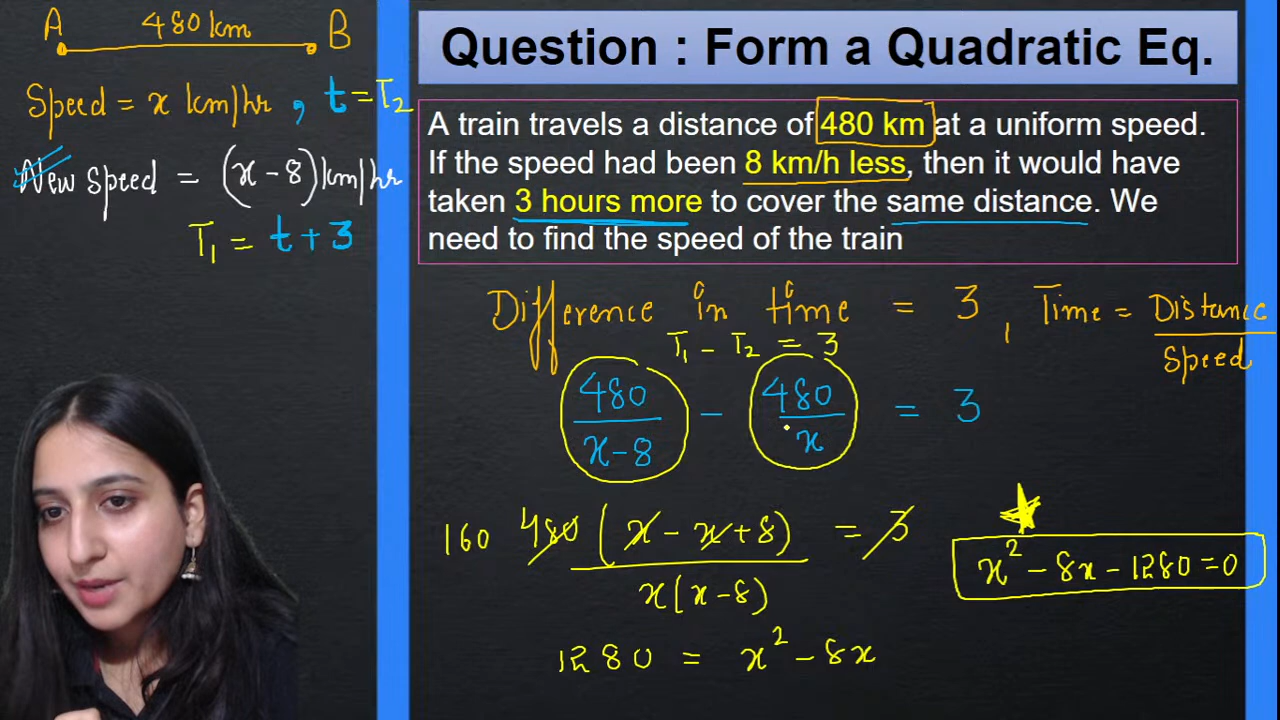 A 480 km B
Speed = x km/hr , t = T2
New speed = (x - 8) km/hr
T1 = t + 3
Question : Form a Quadratic Eq.
A train travels a distance of 480 km at a uniform speed.
If the speed had been 8 km/h less, then it would have
taken 3 hours more to cover the same distance. We
need to find the speed of the train
Difference in time = 3 , Time = Distance / Speed
T1 - T2 = 3
480/(x-8) - 480/x = 3
160 480 (x - x + 8) / x(x-8) = 3
x² - 8x - 1280 = 0
1280 = x² - 8x